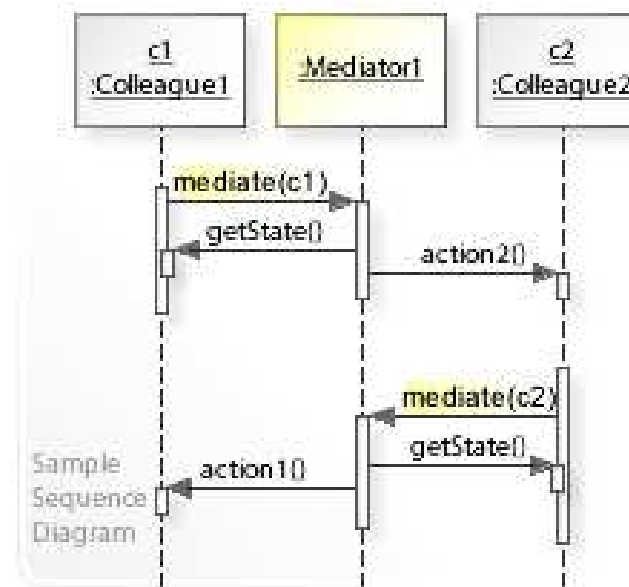 c1
:Colleague1
:Mediator1
c2
:Colleague2
mediate(c1)
getState()
action2()
mediate(c2)
getState()
action1()
Sample
Sequence
Diagram